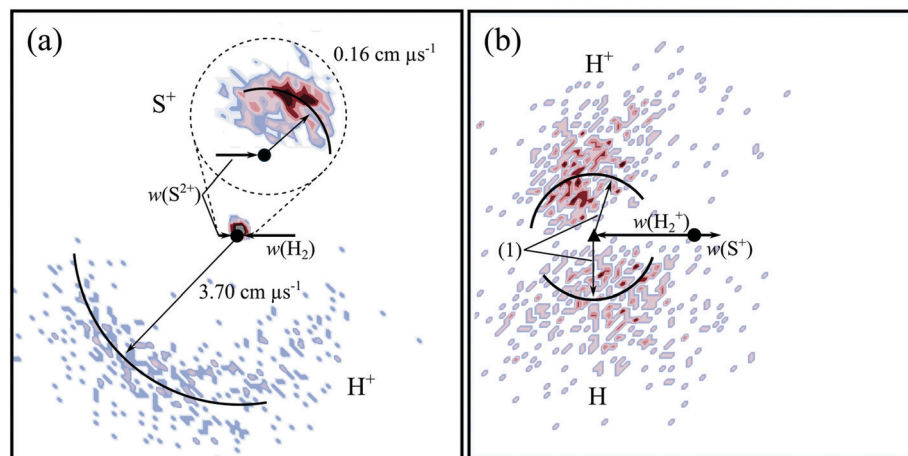 (a)
0.16 cm µs⁻¹
S⁺
w(S²⁺)
w(H₂)
3.70 cm µs⁻¹
H⁺
(b)
H⁺
w(H₂⁺)
(1)
w(S⁺)
H